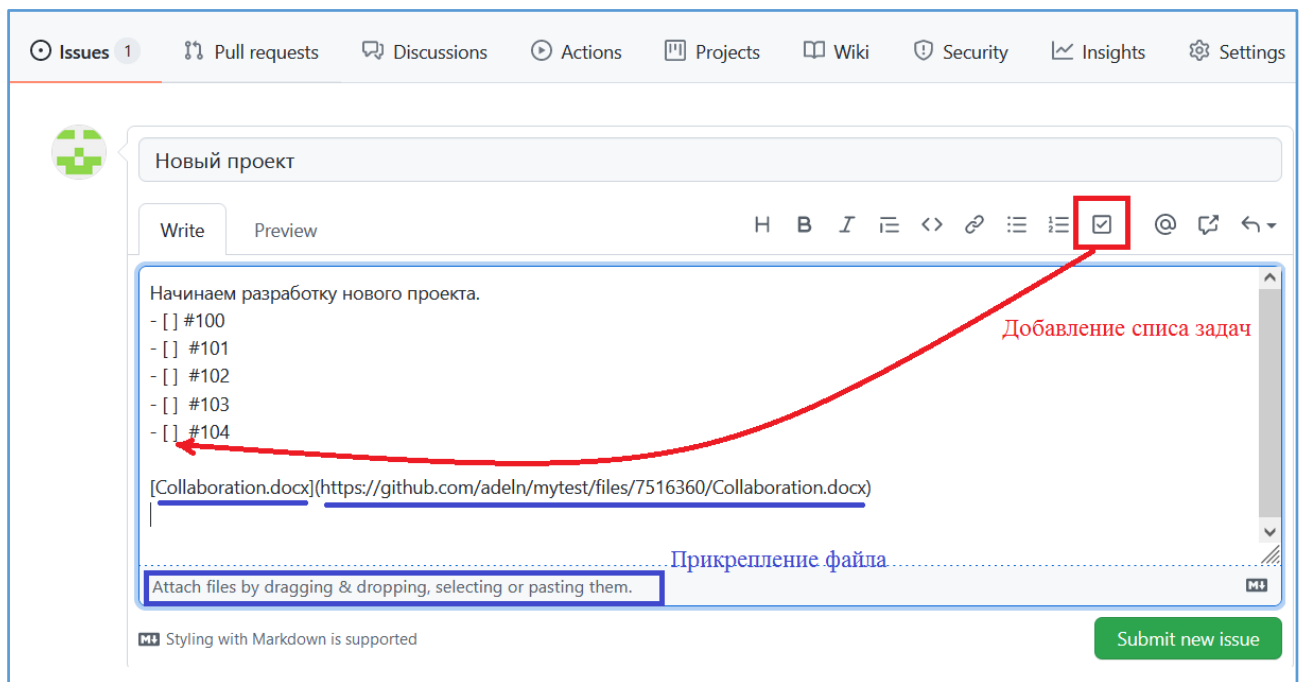 Issues 1 Pull requests Discussions Actions Projects Wiki Security Insights Settings
Новый проект
Write Preview H B I @
Начинаем разработку нового проекта.
- [ ] #100
- [ ] #101
- [ ] #102
- [ ] #103
- [ ] #104
Добавление списа задач
[Collaboration.docx](https://github.com/adeln/mytest/files/7516360/Collaboration.docx)
Прикрепление файла
Attach files by dragging & dropping, selecting or pasting them.
Styling with Markdown is supported
Submit new issue